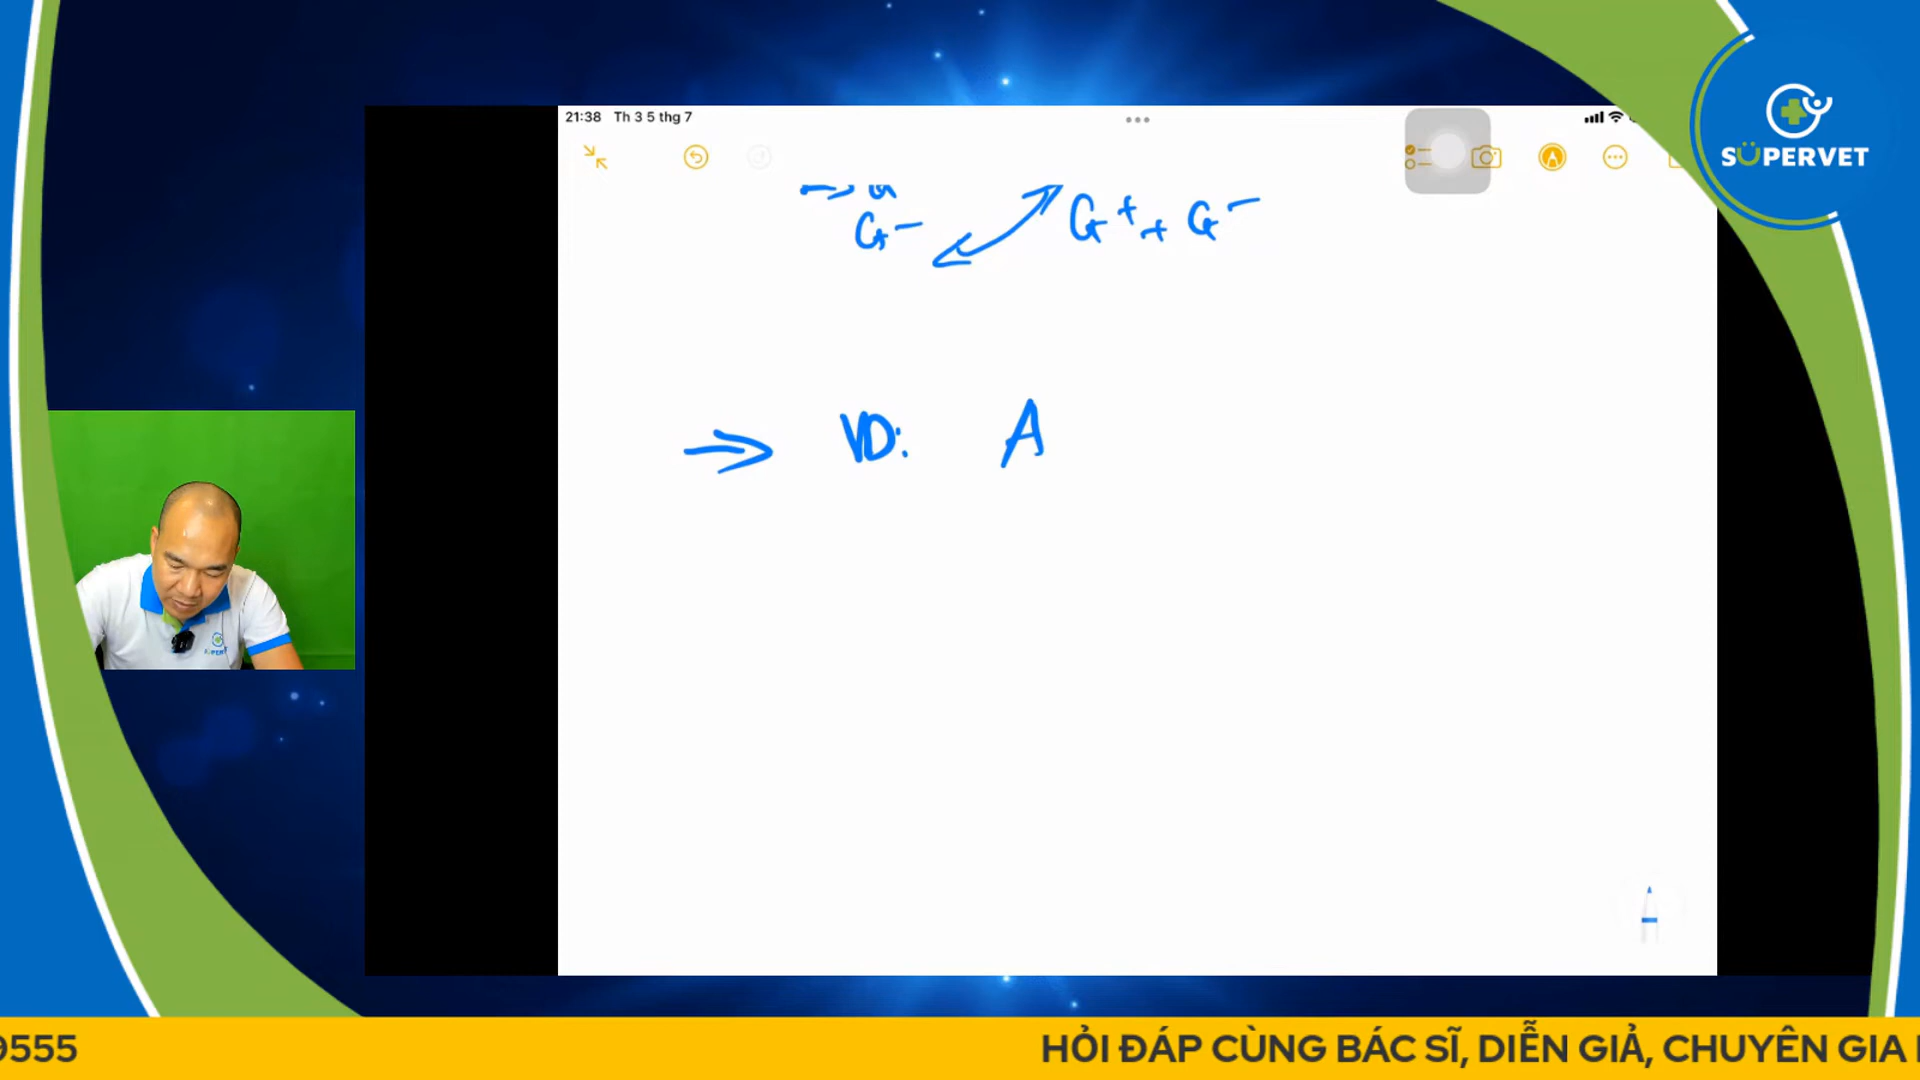 21:38 Th 3 5 thg 7
SÜPERVET
G- G+ + G-
=> VD: A
9555 HỎI ĐÁP CÙNG BÁC SĨ, DIỄN GIẢ, CHUYÊN GIA